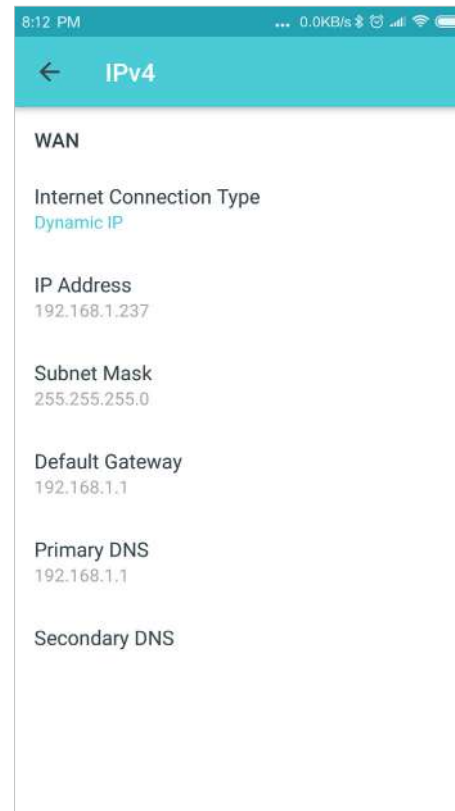 8:12 PM ... 0.0KB/s
IPv4
WAN
Internet Connection Type
Dynamic IP
IP Address
192.168.1.237
Subnet Mask
255.255.255.0
Default Gateway
192.168.1.1
Primary DNS
192.168.1.1
Secondary DNS